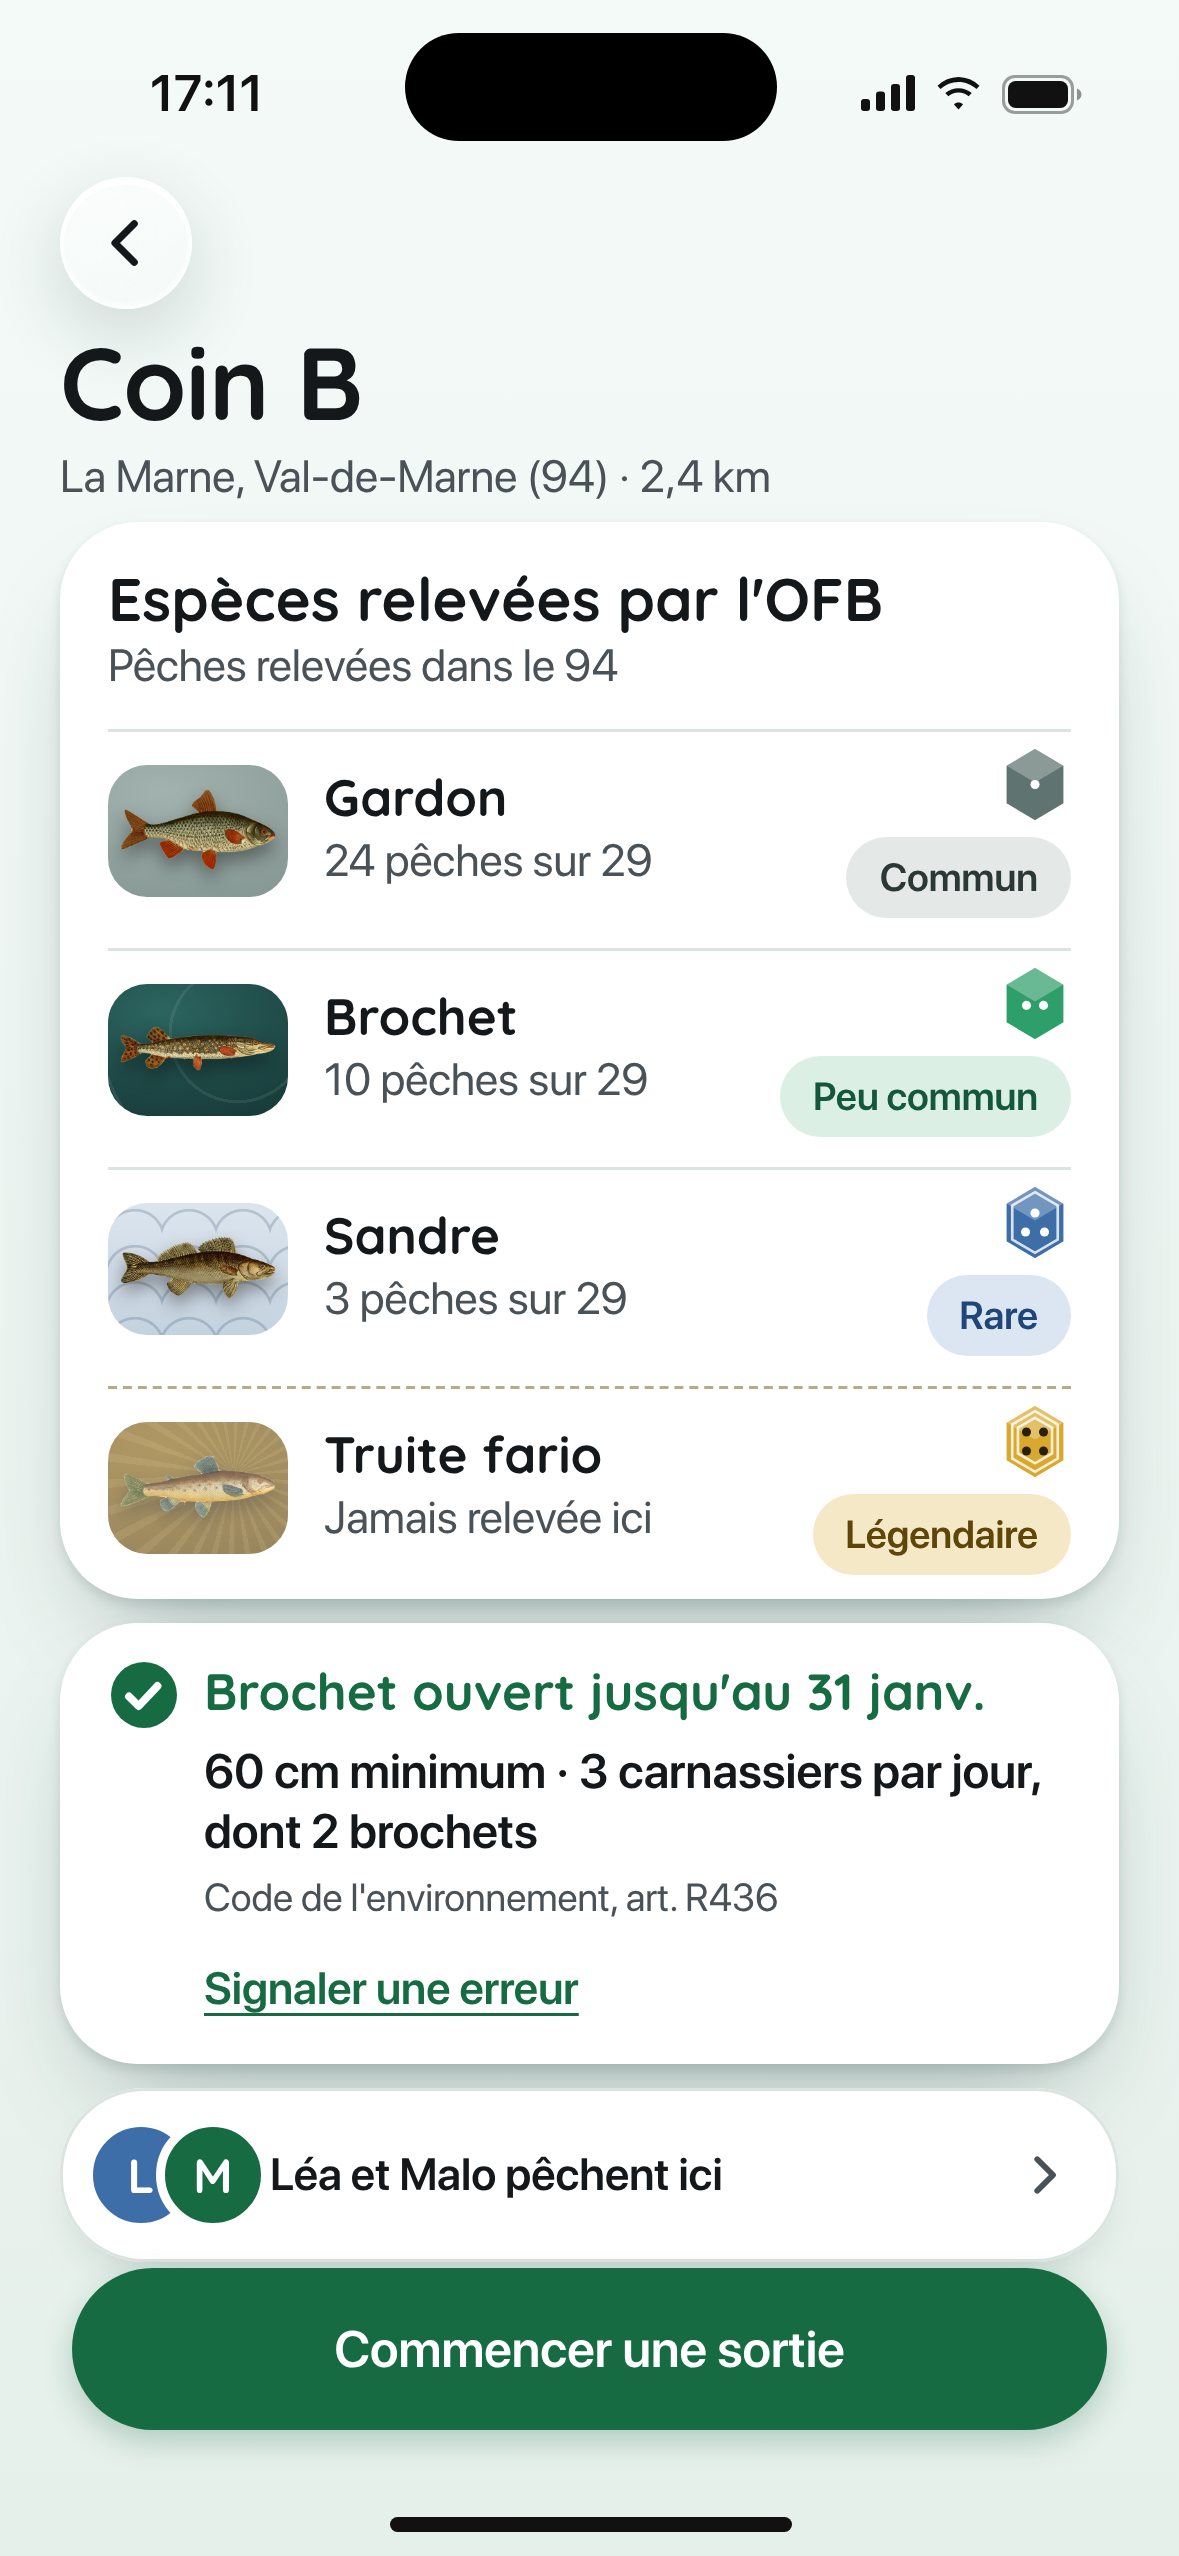 17:11
Coin B
La Marne, Val-de-Marne (94) · 2,4 km
Espèces relevées par l'OFB
Pêches relevées dans le 94
Gardon
24 pêches sur 29
Commun
Brochet
10 pêches sur 29
Peu commun
Sandre
3 pêches sur 29
Rare
Truite fario
Jamais relevée ici
Légendaire
Brochet ouvert jusqu'au 31 janv.
60 cm minimum · 3 carnassiers par jour,
dont 2 brochets
Code de l'environnement, art. R436
Signaler une erreur
L M Léa et Malo pêchent ici
Commencer une sortie